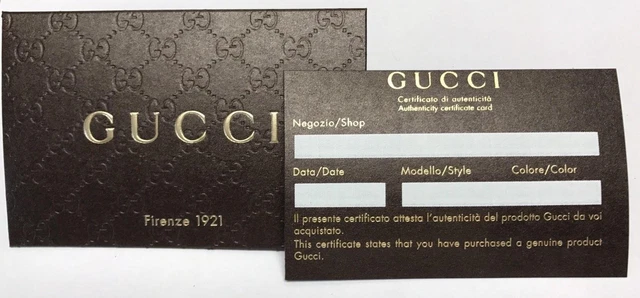 GUCCI
Firenze 1921
GUCCI
Certificato di autenticità
Authenticity certificate card
Negozio/Shop
Data/Date Modello/Style Colore/Color
Il presente certificato attesta l'autenticità del prodotto Gucci da voi
acquistato.
This certificate states that you have purchased a genuine product
Gucci.